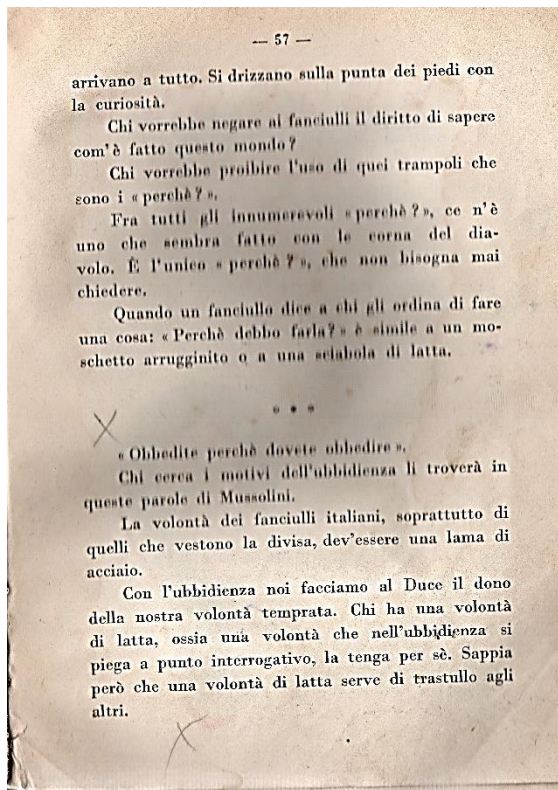 — 57 —
arrivano a tutto. Si drizzano sulla punta dei piedi con
la curiosità.
Chi vorrebbe negare ai fanciulli il diritto di sapere
com'è fatto questo mondo?
Chi vorrebbe proibire l'uso di quei trampoli che
sono i « perchè? ».
Fra tutti gli innumerevoli « perchè? », ce n'è
uno che sembra fatto con le corna del dia-
volo. È l'unico « perchè? », che non bisogna mai
chiedere.
Quando un fanciullo dice a chi gli ordina di fare
una cosa: « Perchè debbo farla? » è simile a un mo-
schetto arrugginito o a una sciabola di latta.
* * *
« Obbedite perchè dovete obbedire ».
Chi cerca i motivi dell'ubbidienza li troverà in
queste parole di Mussolini.
La volontà dei fanciulli italiani, soprattutto di
quelli che vestono la divisa, dev'essere una lama di
acciaio.
Con l'ubbidienza noi facciamo al Duce il dono
della nostra volontà temprata. Chi ha una volontà
di latta, ossia una volontà che nell'ubbidienza si
piega a punto interrogativo, la tenga per sè. Sappia
però che una volontà di latta serve di trastullo agli
altri.